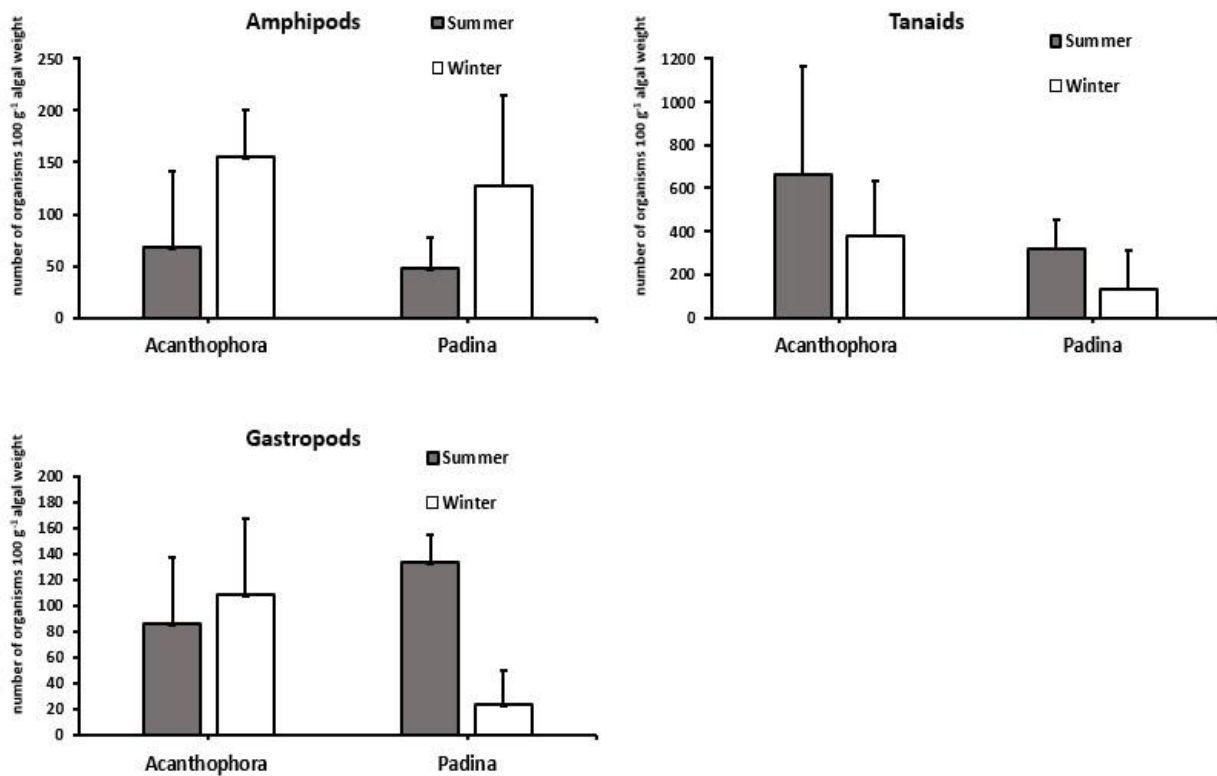 Amphipods
Summer
Winter
number of organisms 100 g⁻¹ algal weight
250
200
150
100
50
0
Acanthophora Padina
Tanaids
Summer
Winter
number of organisms 100 g⁻¹ algal weight
1200
1000
800
600
400
200
0
Acanthophora Padina
Gastropods
Summer
Winter
number of organisms 100 g⁻¹ algal weight
200
180
160
140
120
100
80
60
40
20
0
Acanthophora Padina